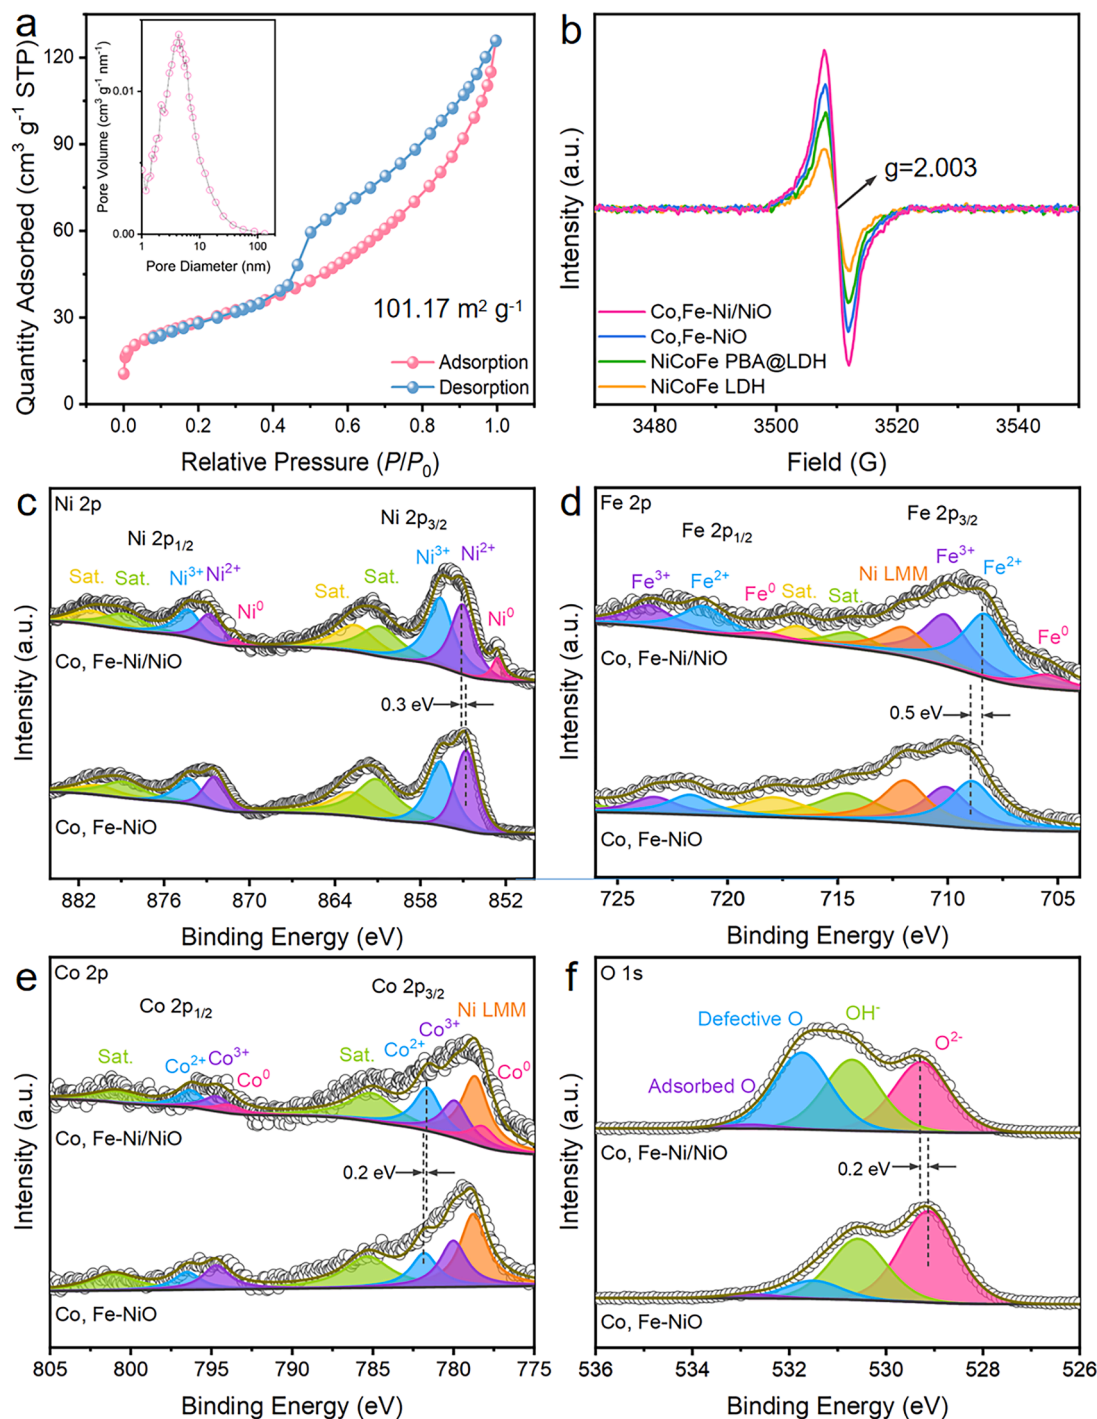 a
Quantity Adsorbed (cm³ g⁻¹ STP)
120
90
60
30
0
0.0 0.2 0.4 0.6 0.8 1.0
Relative Pressure (P/P₀)
Pore Volume (cm³ g⁻¹ nm⁻¹)
0.01
0.00
1 10 100
Pore Diameter (nm)
101.17 m² g⁻¹
Adsorption
Desorption
b
Intensity (a.u.)
g=2.003
Co,Fe-Ni/NiO
Co,Fe-NiO
NiCoFe PBA@LDH
NiCoFe LDH
3480 3500 3520 3540
Field (G)
c
Ni 2p
Intensity (a.u.)
Ni 2p₁/₂
Ni 2p₃/₂
Sat. Sat. Ni³⁺ Ni²⁺ Ni⁰ Sat. Sat. Ni³⁺ Ni²⁺ Ni⁰
Co, Fe-Ni/NiO
0.3 eV
Co, Fe-NiO
882 876 870 864 858 852
Binding Energy (eV)
d
Fe 2p
Intensity (a.u.)
Fe 2p₁/₂
Fe 2p₃/₂
Fe³⁺ Fe²⁺ Fe⁰ Sat. Sat. Ni LMM Fe³⁺ Fe²⁺ Fe⁰
Co, Fe-Ni/NiO
0.5 eV
Co, Fe-NiO
725 720 715 710 705
Binding Energy (eV)
e
Co 2p
Intensity (a.u.)
Co 2p₁/₂
Co 2p₃/₂
Sat. Co²⁺ Co³⁺ Co⁰ Sat. Co²⁺ Co³⁺ Ni LMM Co⁰
Co, Fe-Ni/NiO
0.2 eV
Co, Fe-NiO
805 800 795 790 785 780 775
Binding Energy (eV)
f
O 1s
Intensity (a.u.)
Adsorbed O Defective O OH⁻ O²⁻
Co, Fe-Ni/NiO
0.2 eV
Co, Fe-NiO
536 534 532 530 528 526
Binding Energy (eV)